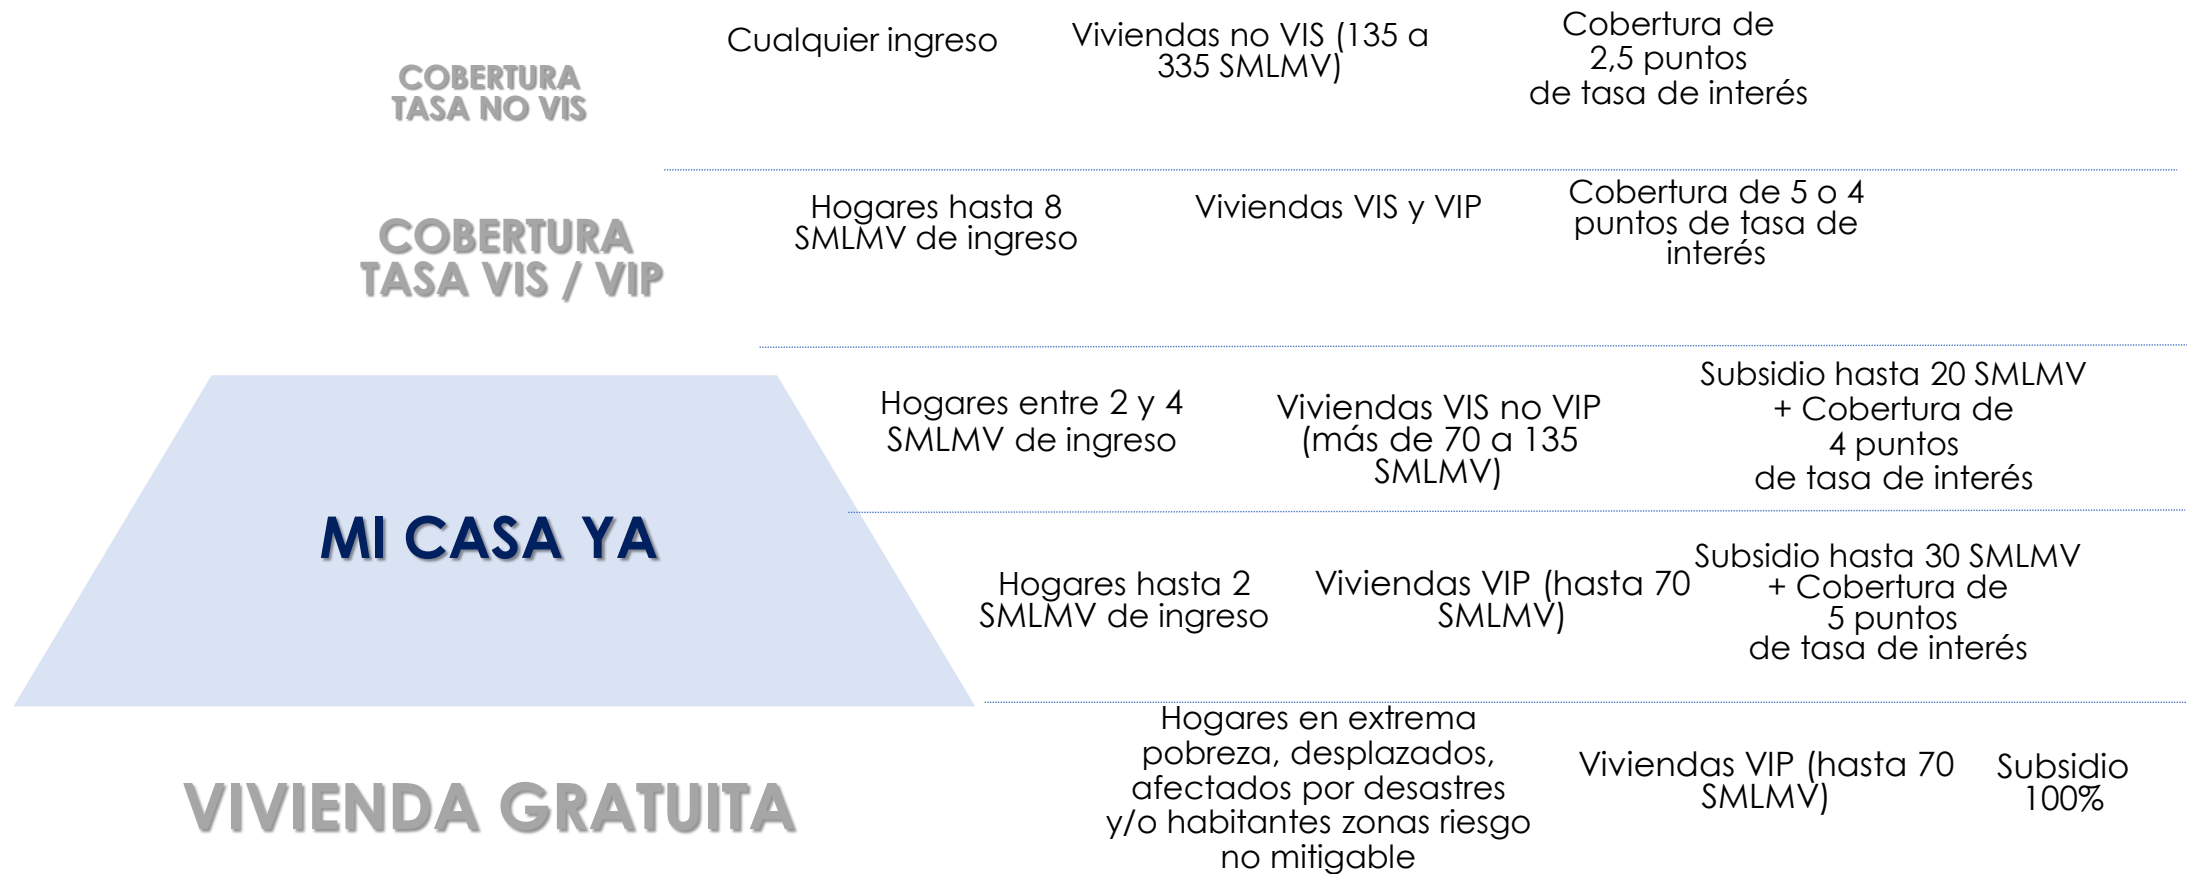 COBERTURA
TASA NO VIS
Cualquier ingreso
Viviendas no VIS (135 a
335 SMLMV)
Cobertura de
2,5 puntos
de tasa de interés
COBERTURA
TASA VIS / VIP
Hogares hasta 8
SMLMV de ingreso
Viviendas VIS y VIP
Cobertura de 5 o 4
puntos de tasa de
interés
MI CASA YA
Hogares entre 2 y 4
SMLMV de ingreso
Viviendas VIS no VIP
(más de 70 a 135
SMLMV)
Subsidio hasta 20 SMLMV
+ Cobertura de
4 puntos
de tasa de interés
Hogares hasta 2
SMLMV de ingreso
Viviendas VIP (hasta 70
SMLMV)
Subsidio hasta 30 SMLMV
+ Cobertura de
5 puntos
de tasa de interés
VIVIENDA GRATUITA
Hogares en extrema
pobreza, desplazados,
afectados por desastres
y/o habitantes zonas riesgo
no mitigable
Viviendas VIP (hasta 70
SMLMV)
Subsidio
100%